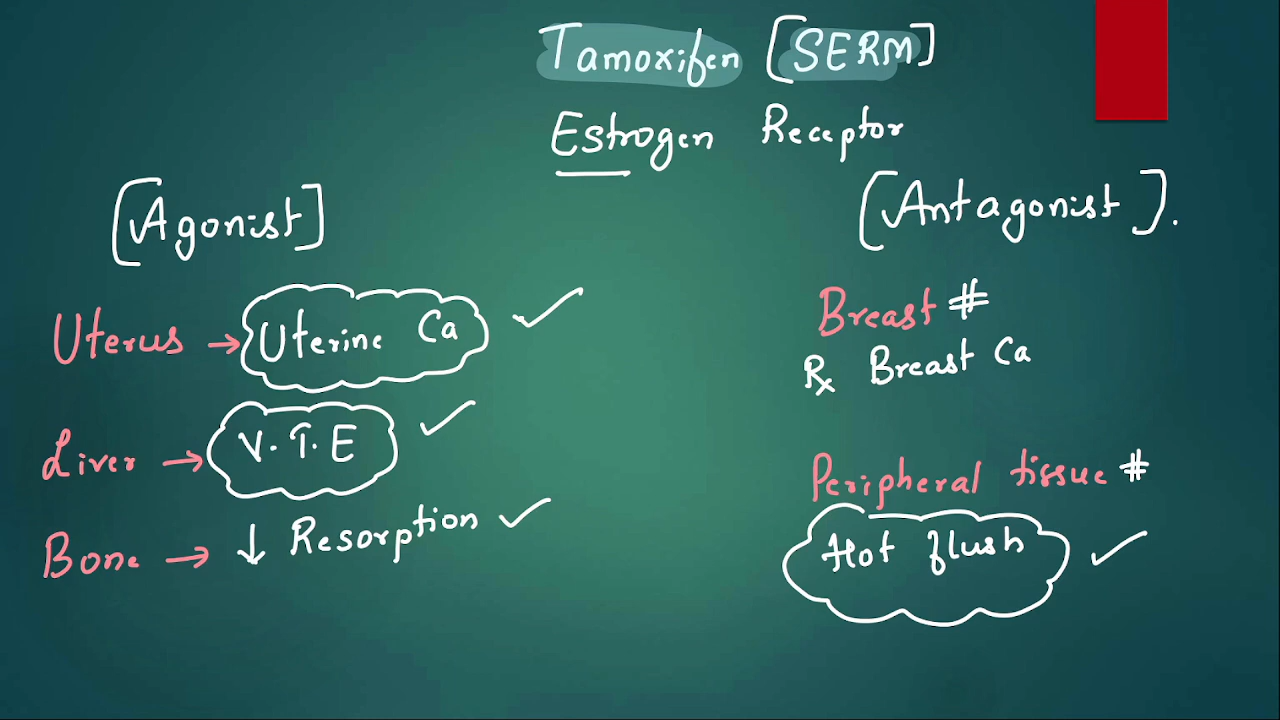 Tamoxifen [SERM]
Estrogen Receptor
[Agonist]
[Antagonist].
Uterus → Uterine Ca ✓
Liver → V.T.E ✓
Bone → ↓ Resorption ✓
Breast #
Rx Breast Ca
Peripheral tissue #
Hot flush ✓